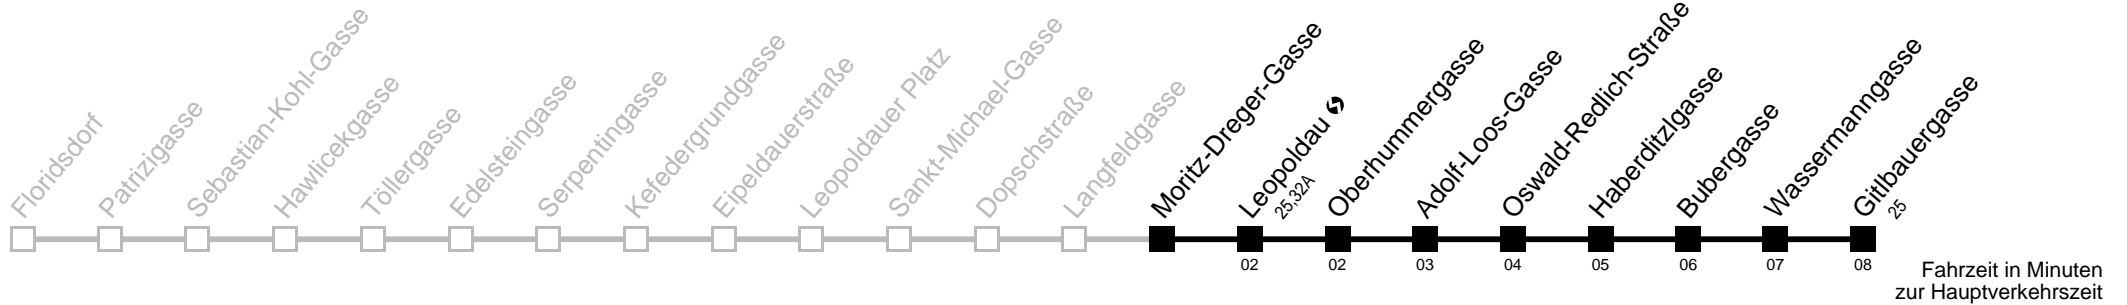 Floridsdorf
Patrizigasse
Sebastian-Kohl-Gasse
Hawlicekgasse
Töllergasse
Edelsteingasse
Serpentingasse
Kefedergrundgasse
Eipeldauerstraße
Leopoldauer Platz
Sankt-Michael-Gasse
Dopschstraße
Langfeldgasse
Moritz-Dreger-Gasse
Leopoldau
25,32A
Oberhummergasse
Adolf-Loos-Gasse
Oswald-Redlich-Straße
Haberditzlgasse
Bubergasse
Wassermanngasse
Gitlbauergasse
25
02
02
03
04
05
06
07
08
Fahrzeit in Minuten
zur Hauptverkehrszeit